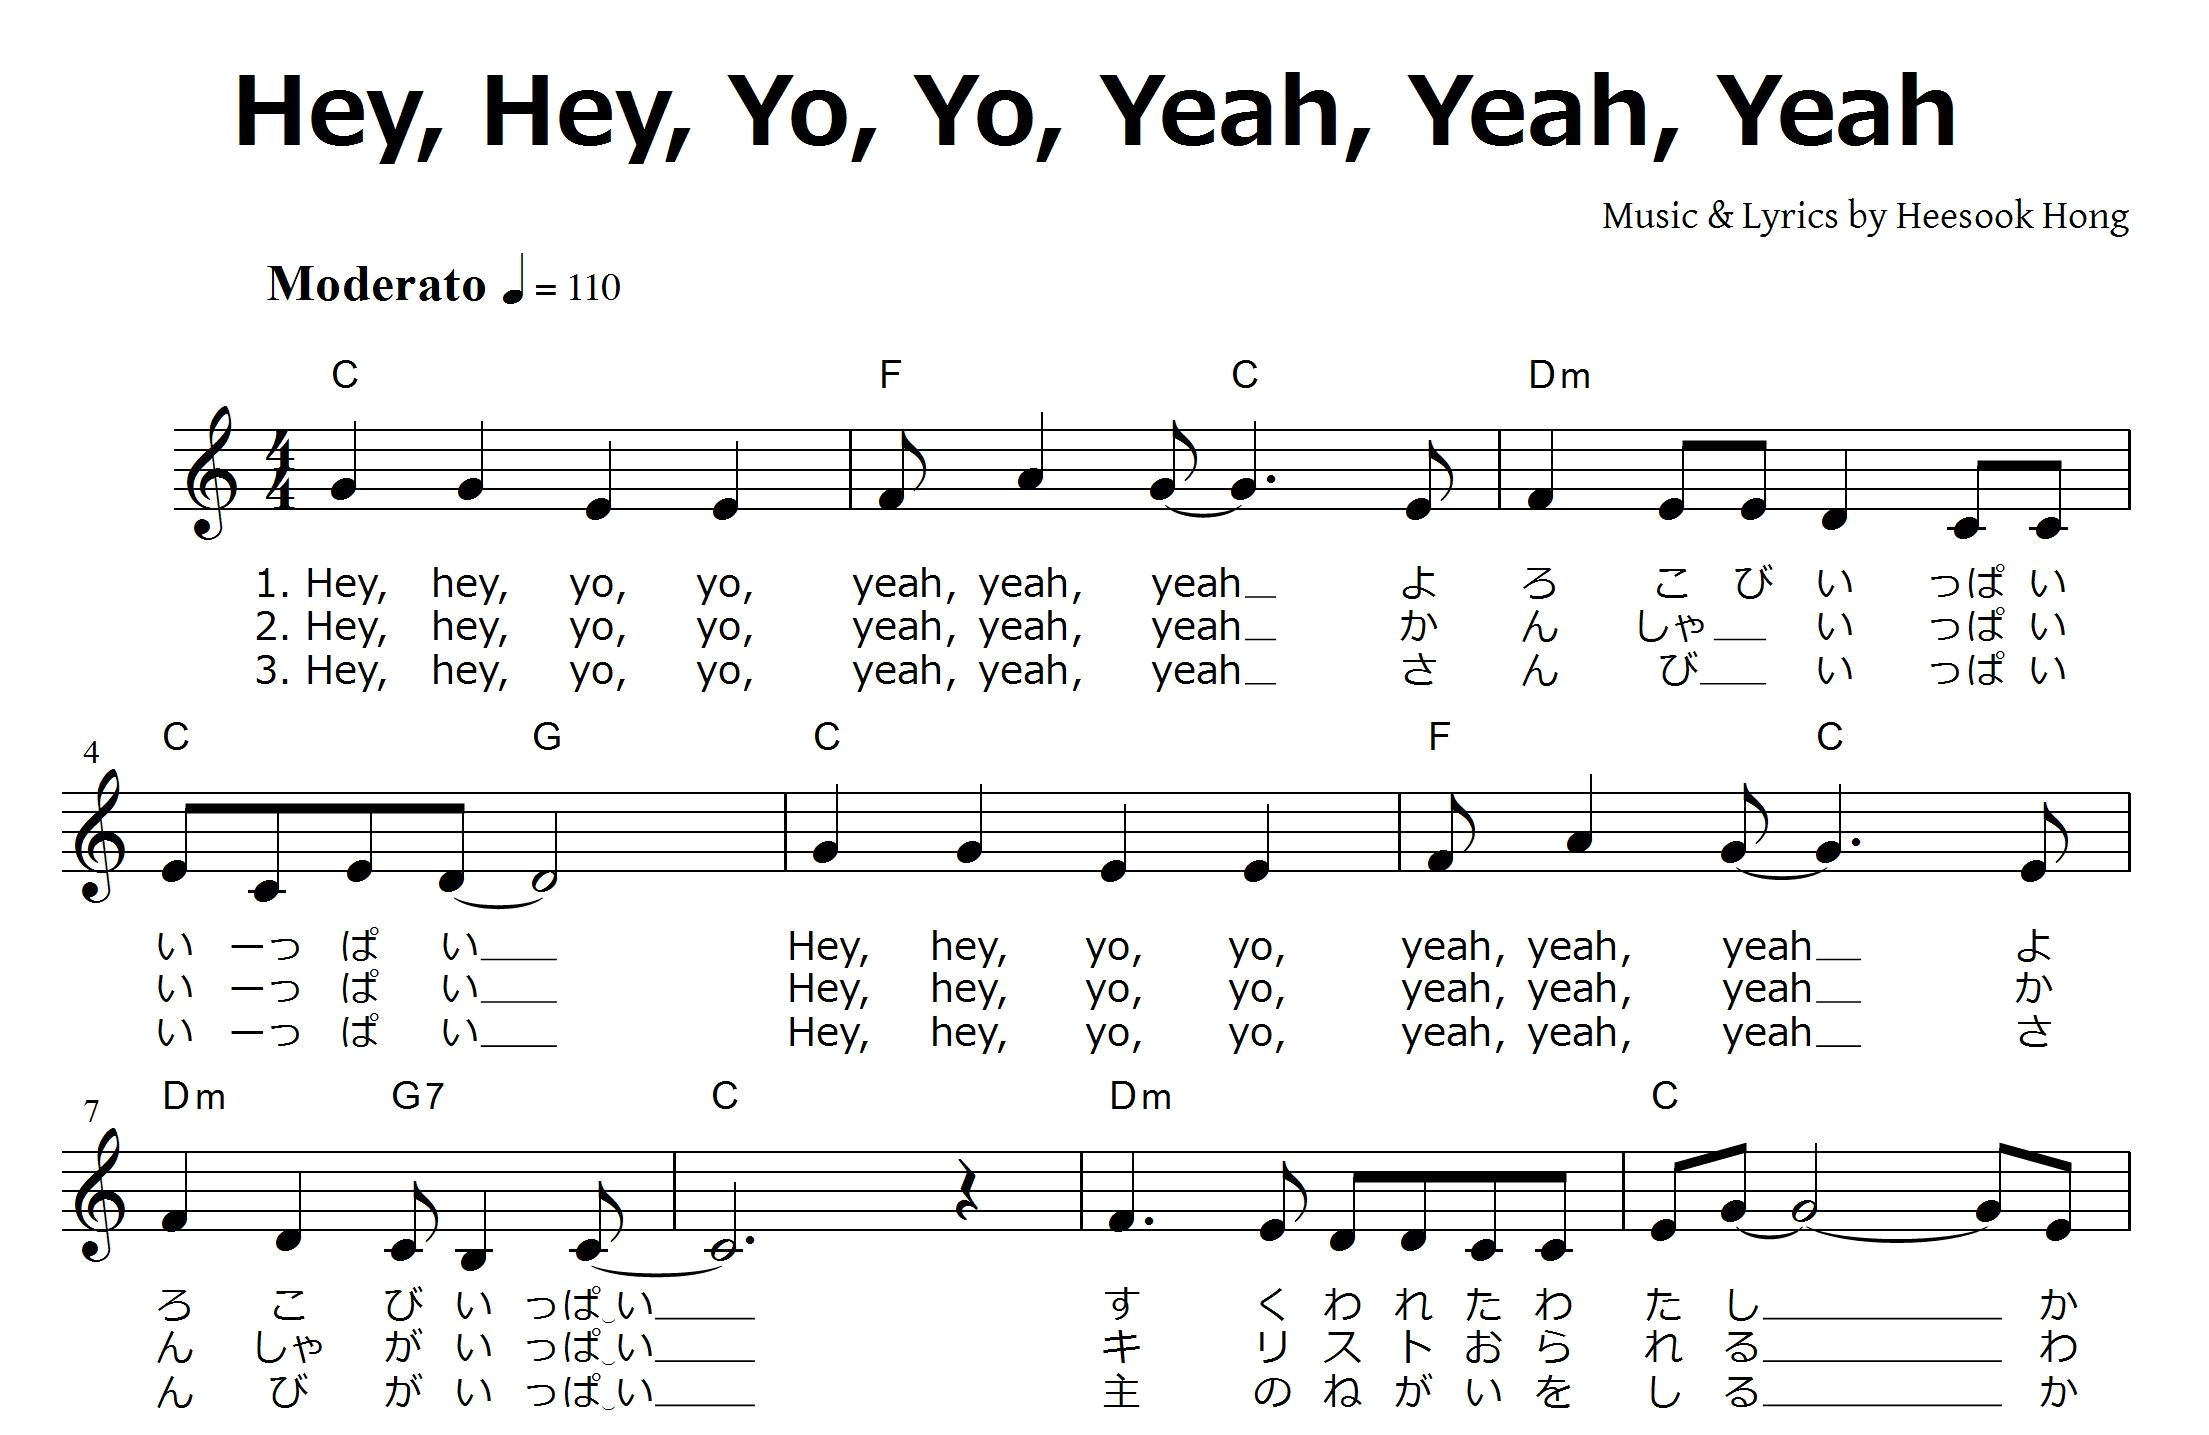 Hey, Hey, Yo, Yo, Yeah, Yeah, Yeah
Music & Lyrics by Heesook Hong
Moderato ♩ = 110
C F C Dm
4
4
1. Hey, hey, yo, yo, yeah, yeah, yeah よ ろ こ び い っぱ い
2. Hey, hey, yo, yo, yeah, yeah, yeah か ん しゃ い っぱ い
3. Hey, hey, yo, yo, yeah, yeah, yeah さ ん び い っぱ い
4 C G C F C
い ーっ ぱ い Hey, hey, yo, yo, yeah, yeah, yeah よ
い ーっ ぱ い Hey, hey, yo, yo, yeah, yeah, yeah か
い ーっ ぱ い Hey, hey, yo, yo, yeah, yeah, yeah さ
7 Dm G7 C Dm C
ろ こ び い っぱ い す く わ れ た わ た し か
ん しゃ が い っぱ い キ リ ス ト お ら れ る わ
ん び が い っぱ い 主 の ね が い を し る か